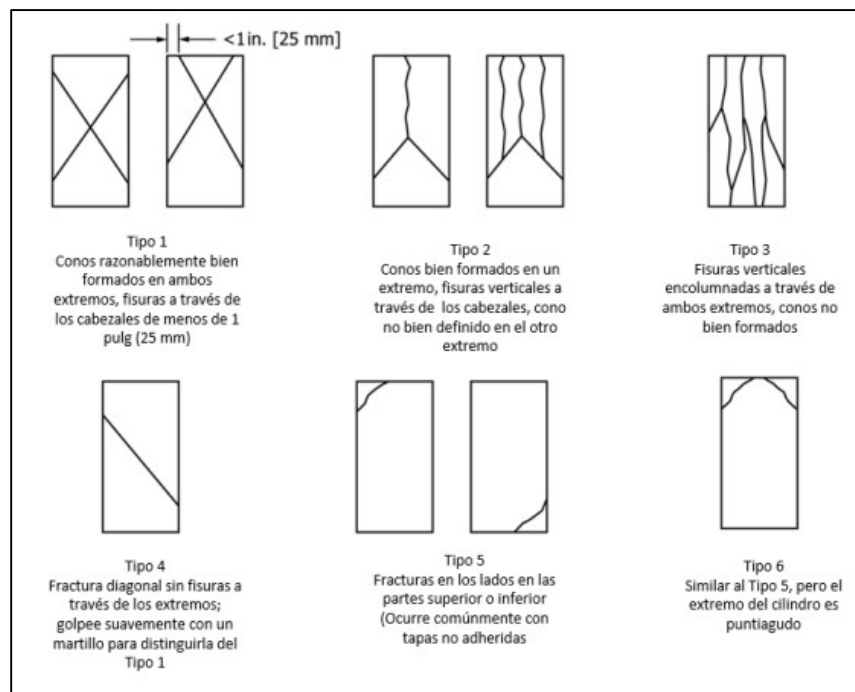 <1in. [25 mm]
Tipo 1
Conos razonablemente bien
formados en ambos
extremos, fisuras a través de
los cabezales de menos de 1
pulg (25 mm)
Tipo 2
Conos bien formados en un
extremo, fisuras verticales a
través de los cabezales, cono
no bien definido en el otro
extremo
Tipo 3
Fisuras verticales
encolumnadas a través de
ambos extremos, conos no
bien formados
Tipo 4
Fractura diagonal sin fisuras a
través de los extremos;
golpee suavemente con un
martillo para distinguirla del
Tipo 1
Tipo 5
Fracturas en los lados en las
partes superior o inferior
(Ocurre comúnmente con
tapas no adheridas
Tipo 6
Similar al Tipo 5, pero el
extremo del cilindro es
puntiagudo